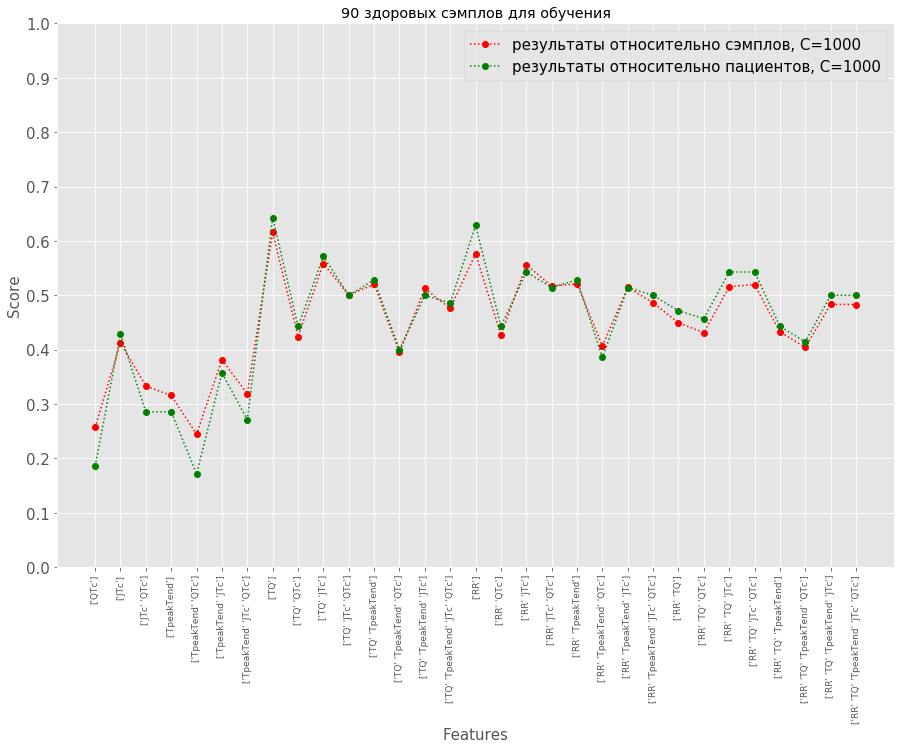 90 здоровых сэмплов для обучения
результаты относительно сэмплов, C=1000
результаты относительно пациентов, C=1000
Score
1.0
0.9
0.8
0.7
0.6
0.5
0.4
0.3
0.2
0.1
0.0
['QTc']
['JTc']
['JTc' 'QTc']
['TpeakTend']
['TpeakTend' 'QTc']
['TpeakTend' 'JTc']
['TpeakTend' 'JTc' 'QTc']
['TQ']
['TQ' 'QTc']
['TQ' 'JTc']
['TQ' 'JTc' 'QTc']
['TQ' 'TpeakTend']
['TQ' 'TpeakTend' 'QTc']
['TQ' 'TpeakTend' 'JTc']
['TQ' 'TpeakTend' 'JTc' 'QTc']
['RR']
['RR' 'QTc']
['RR' 'JTc']
['RR' 'JTc' 'QTc']
['RR' 'TpeakTend']
['RR' 'TpeakTend' 'QTc']
['RR' 'TpeakTend' 'JTc']
['RR' 'TpeakTend' 'JTc' 'QTc']
['RR' 'TQ']
['RR' 'TQ' 'QTc']
['RR' 'TQ' 'JTc']
['RR' 'TQ' 'JTc' 'QTc']
['RR' 'TQ' 'TpeakTend']
['RR' 'TQ' 'TpeakTend' 'QTc']
['RR' 'TQ' 'TpeakTend' 'JTc']
['RR' 'TQ' 'TpeakTend' 'JTc' 'QTc']
Features